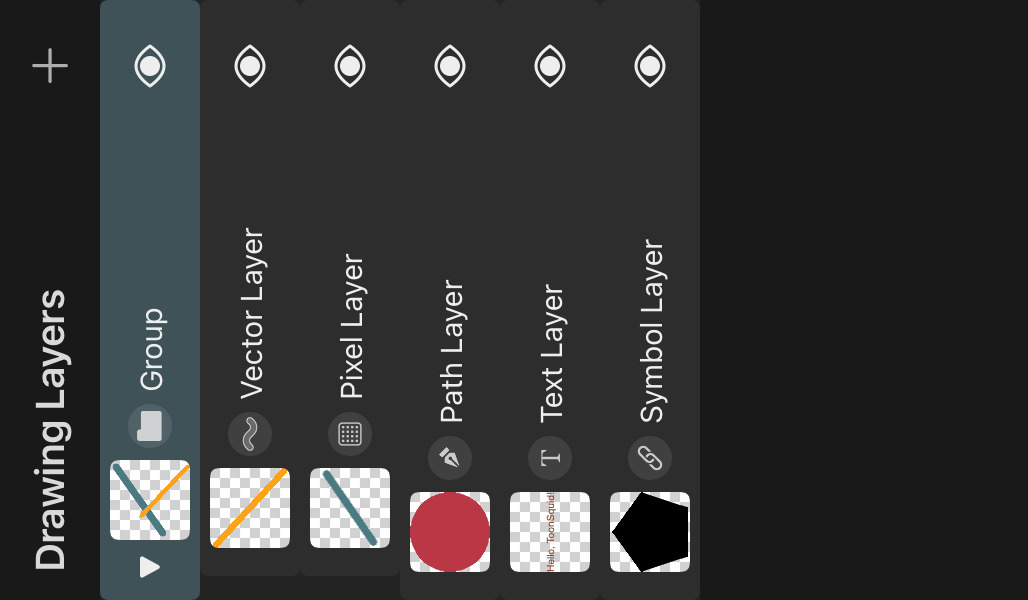 Drawing Layers
Group
Vector Layer
Pixel Layer
Path Layer
Hello, ToonSquid!
T
Text Layer
Symbol Layer